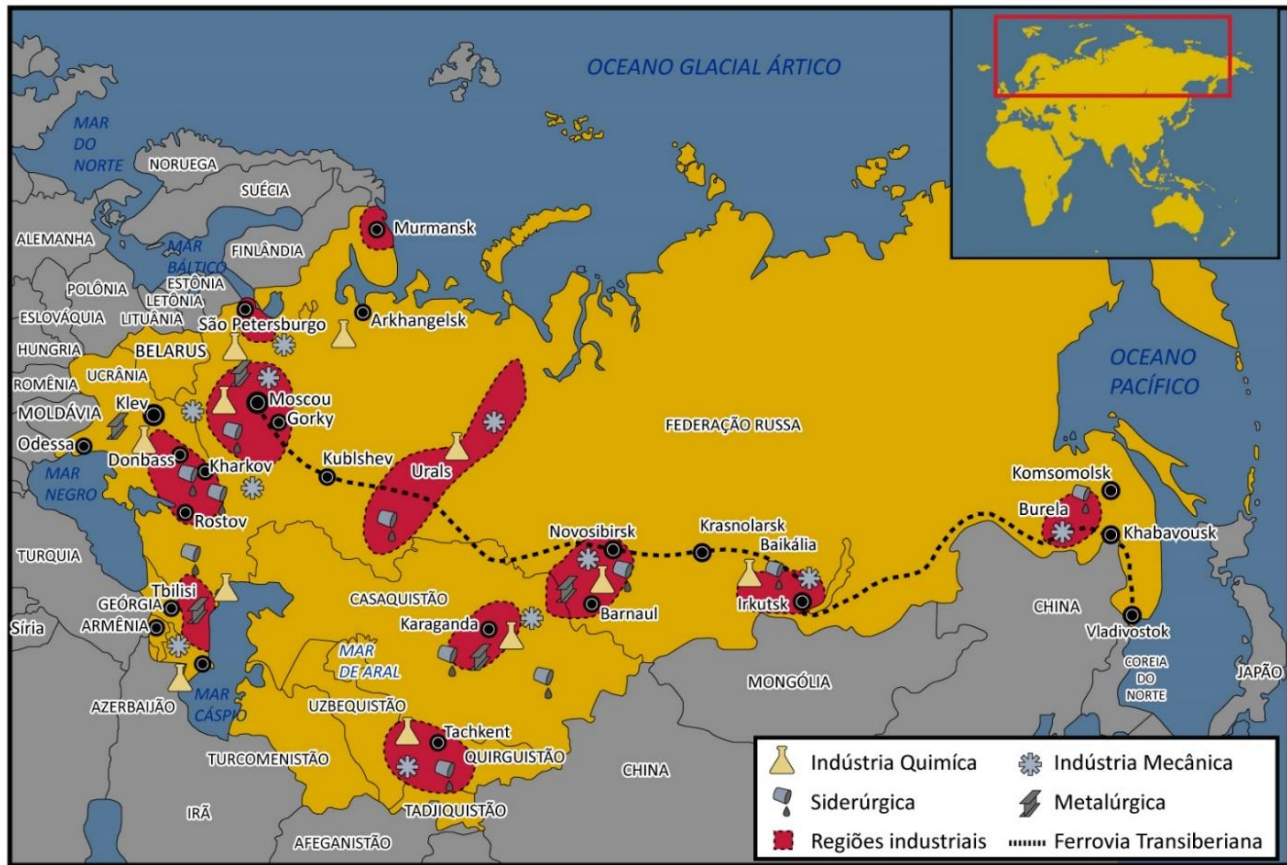 OCEANO GLACIAL ÁRTICO
MAR
DO
NORTE
NORUEGA
SUÉCIA
Murmansk
ALEMANHA
MAR
BÁLTICO
FINLÂNDIA
POLÔNIA
ESTÔNIA
LETÔNIA
ESLOVÁQUIA
LITUÂNIA
São Petersburgo
Arkhangelsk
HUNGRIA
BELARUS
OCEANO
PACÍFICO
ROMÊNIA
UCRÂNIA
MOLDÁVIA
Klev
Moscou
Gorky
FEDERAÇÃO RUSSA
Odessa
Donbass
Kharkov
Kublshev
Urals
Komsomolsk
MAR
NEGRO
Rostov
Burela
Novosibirsk
Krasnolarsk
Baikália
Khabavousk
TURQUIA
Tbilisi
GEÓRGIA
ARMÊNIA
Síria
CASAQUISTÃO
Karaganda
Barnaul
Irkutsk
CHINA
Vladivostok
MAR
DE ARAL
MONGÓLIA
COREIA
DO
NORTE
JAPÃO
AZERBAIJÃO
MAR
CÁSPIO
UZBEQUISTÃO
Tachkent
TURCOMENISTÃO
QUIRGUISTÃO
CHINA
IRÃ
TADJIQUISTÃO
AFEGANISTÃO
Indústria Quimíca
Indústria Mecânica
Siderúrgica
Metalúrgica
Regiões industriais
Ferrovia Transiberiana